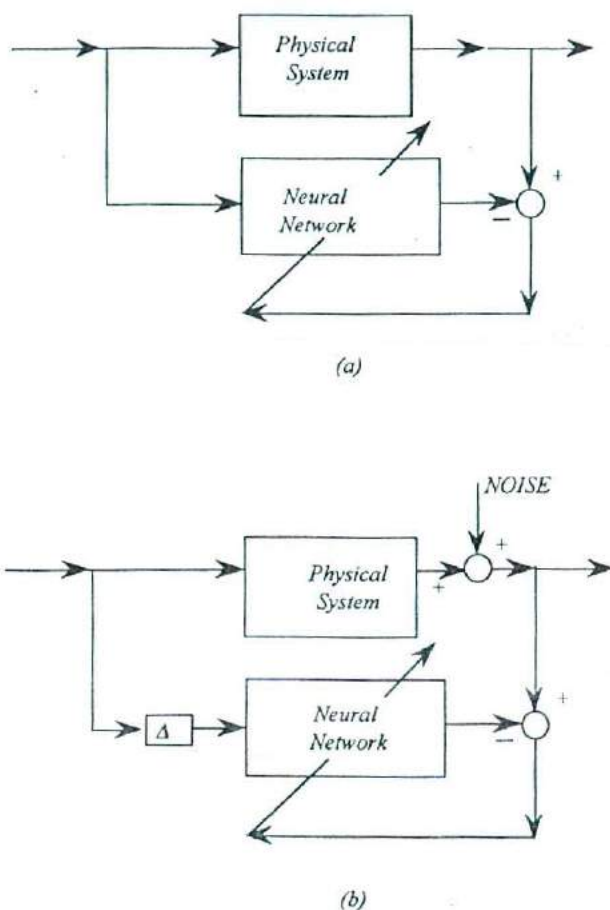 Physical
System
+
Neural
Network
−
(a)
NOISE
+
Physical
System
+
+
Δ
Neural
Network
−
(b)